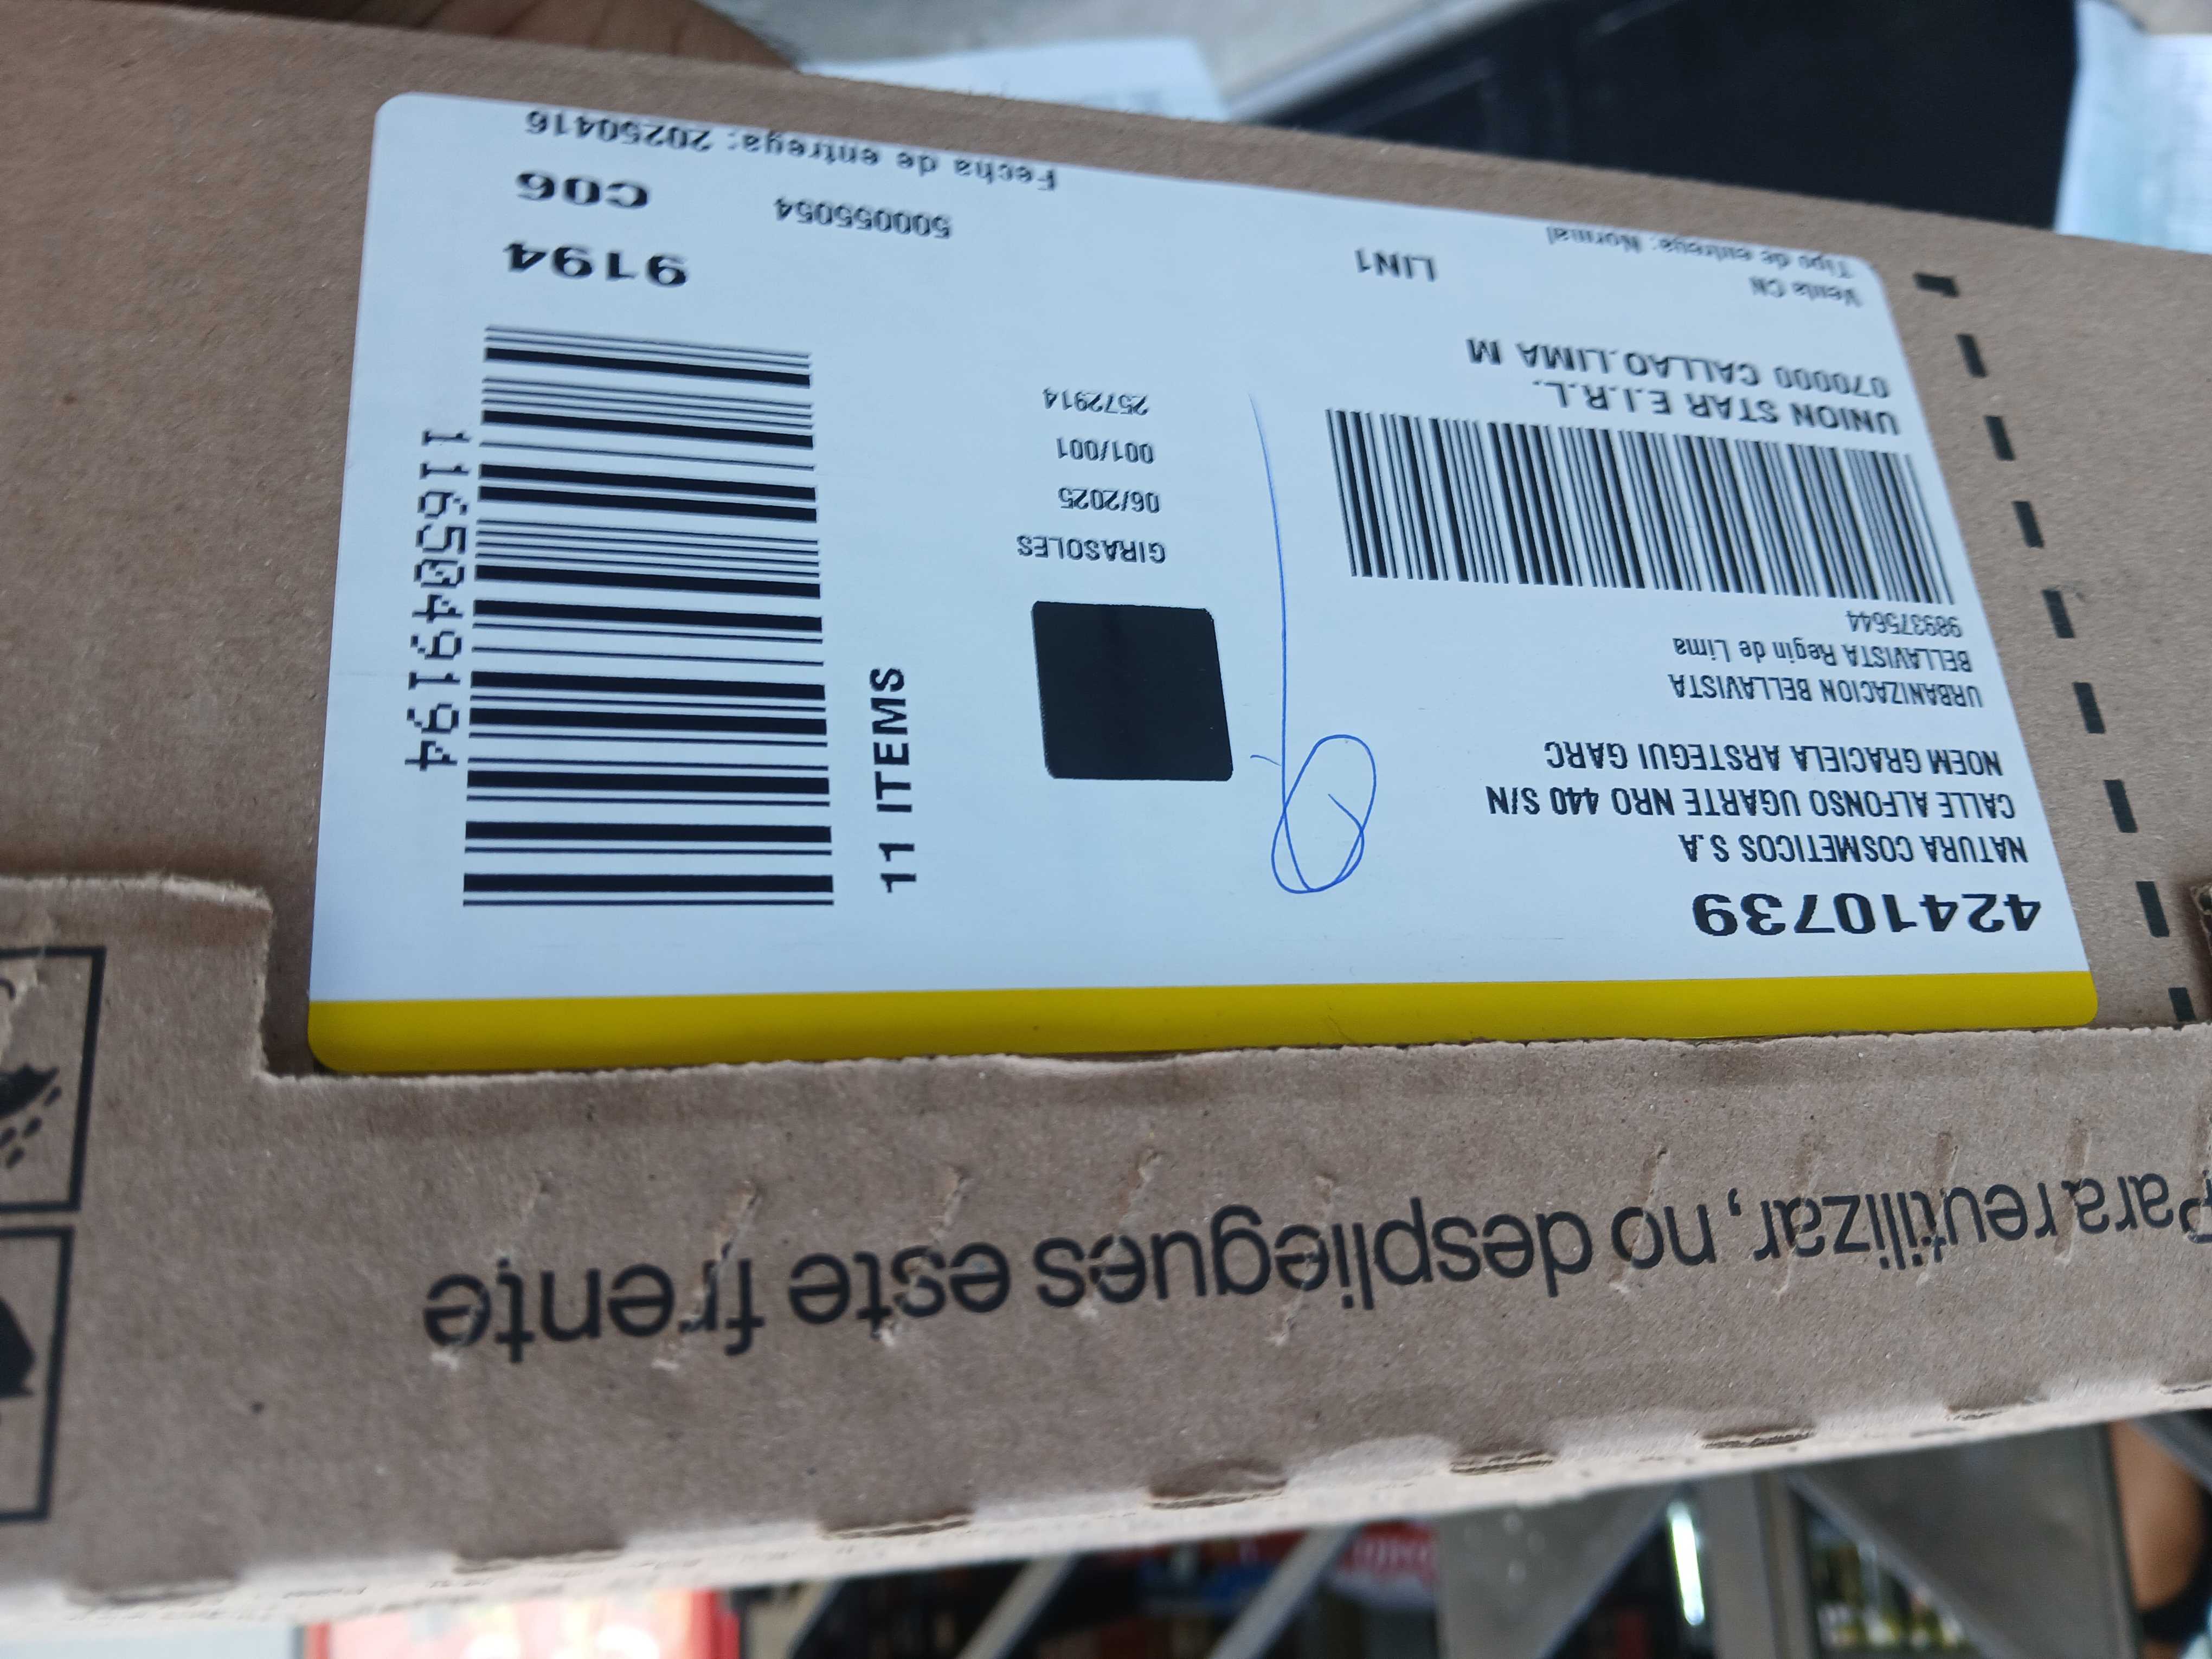 42410739
NATURA COSMETICOS S.A
CALLE ALFONSO UGARTE NRO 440 S/N
NOEM GRACIELA ARSTEGUI GARC
URBANIZACION BELLAVISTA
BELLAVISTA Regin de Lima
989375644
UNION STAR E.I.R.L.
070000 CALLAO.LIMA M
Venta CN
Tipo de entrega: Normal
LIN1
GIRASOLES
06/2025
001/001
2572914
500055054
Fecha de entrega: 20250416
11 ITEMS
1165049194
9194
C06
Para reutilizar, no despliegues este frente